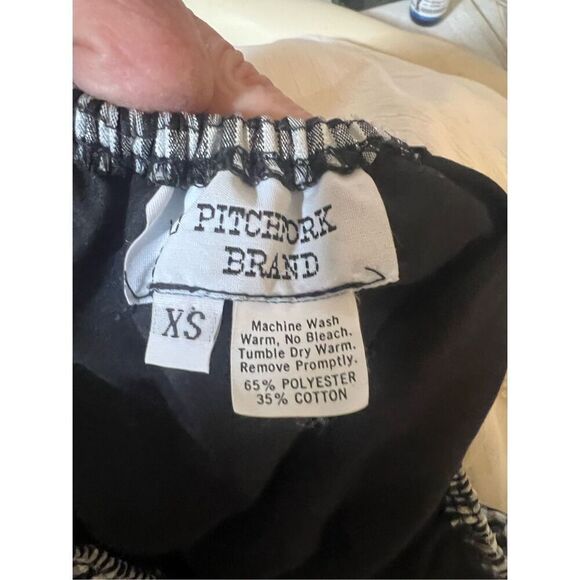 PITCHFORK
BRAND
XS
Machine Wash
Warm, No Bleach.
Tumble Dry Warm.
Remove Promptly.
65% POLYESTER
35% COTTON